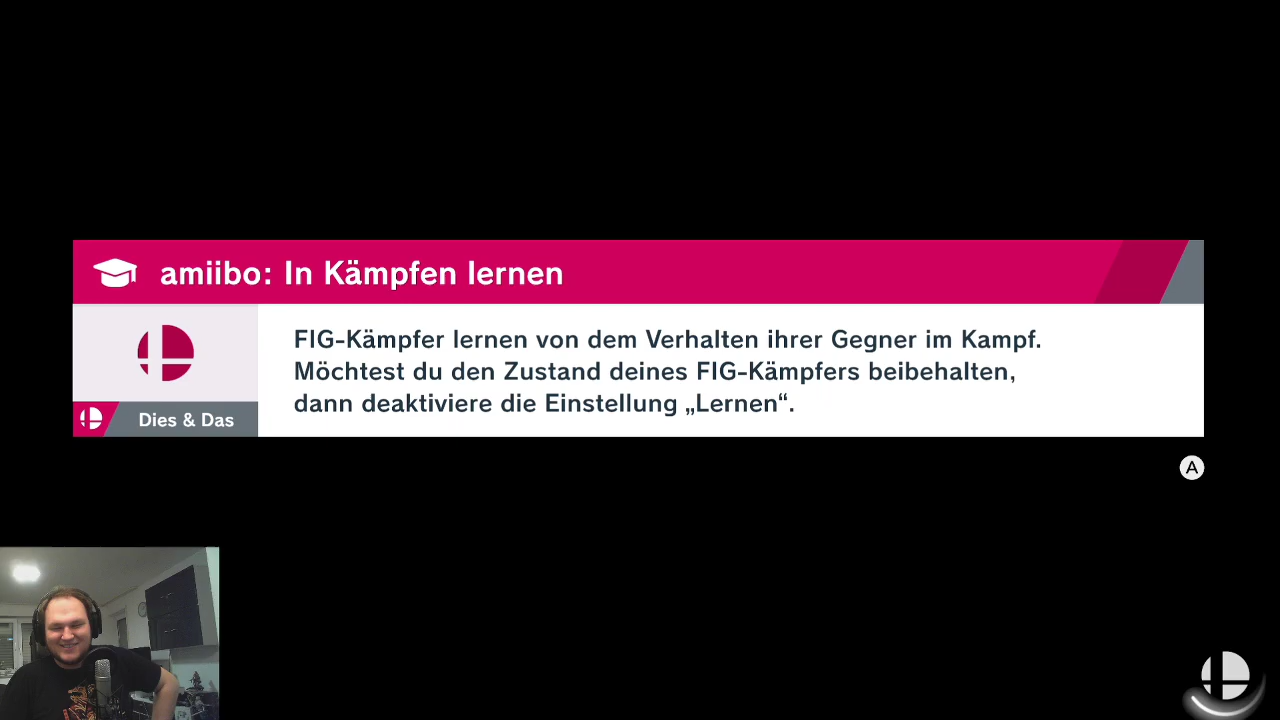 amiibo: In Kämpfen lernen
FIG-Kämpfer lernen von dem Verhalten ihrer Gegner im Kampf.
Möchtest du den Zustand deines FIG-Kämpfers beibehalten,
dann deaktiviere die Einstellung „Lernen“.
Dies & Das
A